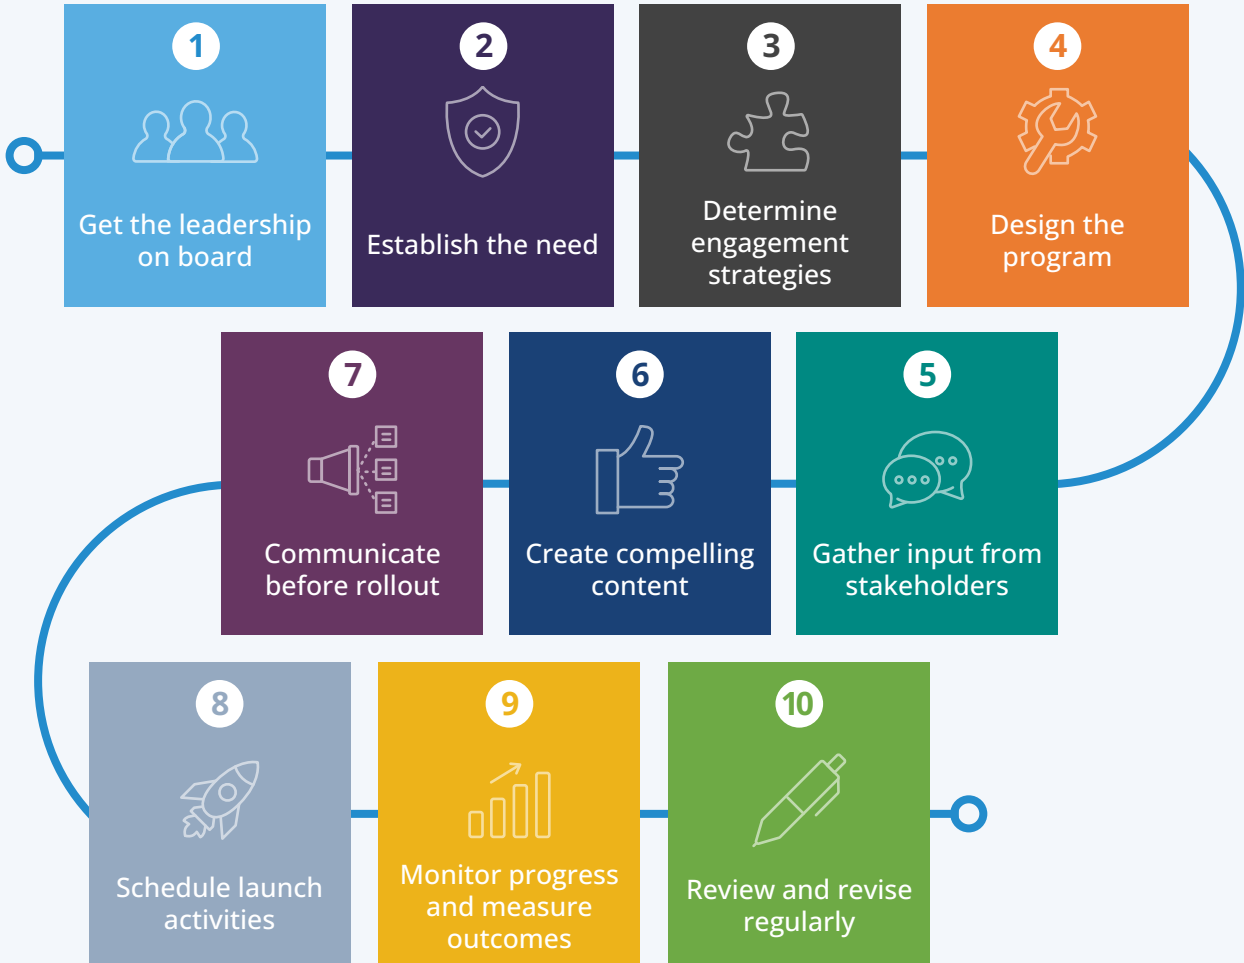 1
Get the leadership
on board
2
Establish the need
3
Determine
engagement
strategies
4
Design the
program
5
Gather input from
stakeholders
6
Create compelling
content
7
Communicate
before rollout
8
Schedule launch
activities
9
Monitor progress
and measure
outcomes
10
Review and revise
regularly